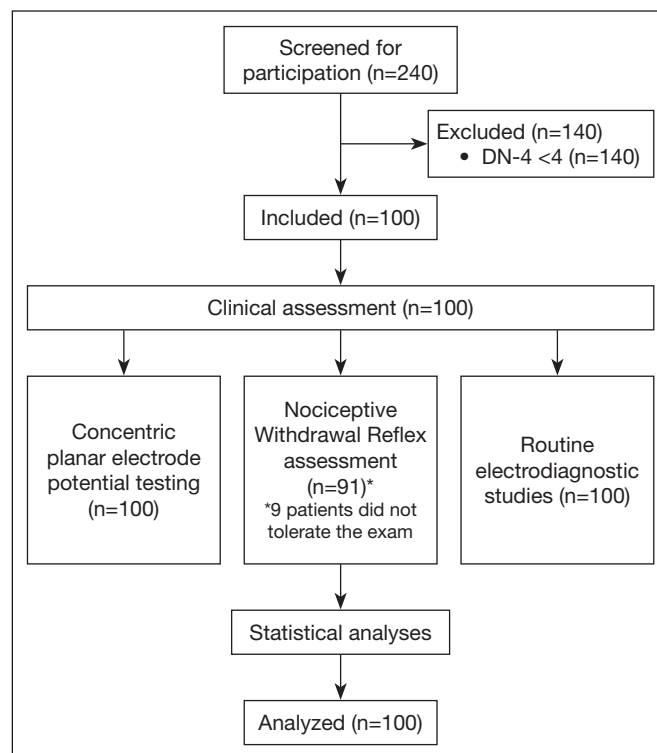 Screened for
participation (n=240)
Excluded (n=140)
• DN-4 <4 (n=140)
Included (n=100)
Clinical assessment (n=100)
Concentric
planar electrode
potential testing
(n=100)
Nociceptive
Withdrawal Reflex
assessment
(n=91)*
*9 patients did not
tolerate the exam
Routine
electrodiagnostic
studies (n=100)
Statistical analyses
Analyzed (n=100)